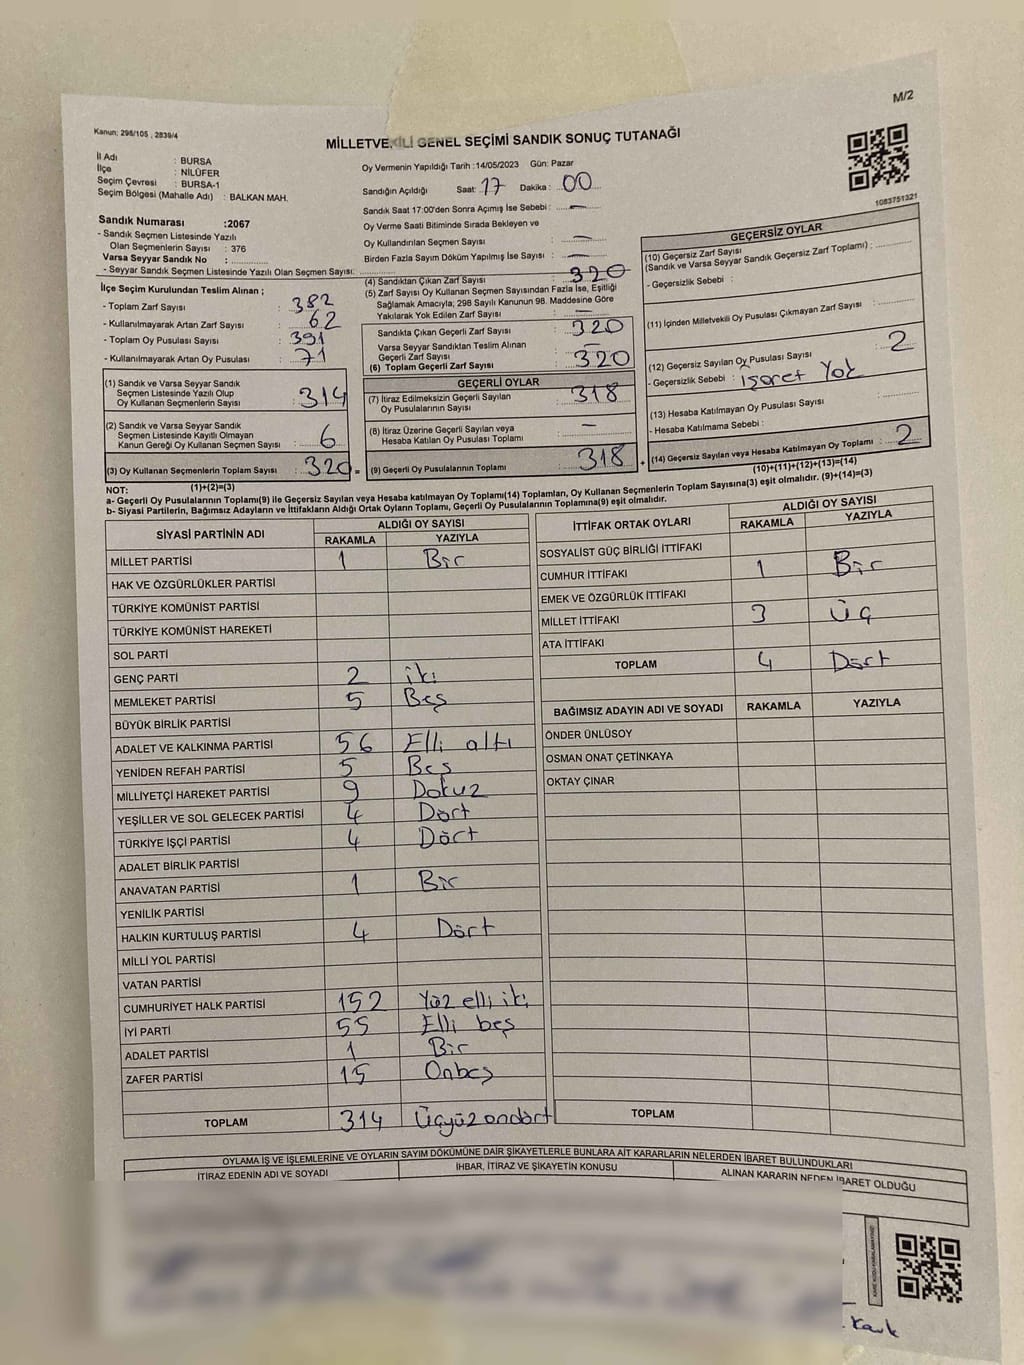 M/2
Kanun: 298/105 , 2839/4
MİLLETVEKİLİ GENEL SEÇİMİ SANDIK SONUÇ TUTANAĞI
İl Adı : BURSA
İlçe : NİLÜFER
Seçim Çevresi : BURSA-1
Seçim Bölgesi (Mahalle Adı) : BALKAN MAH.
Sandık Numarası :2067
- Sandık Seçmen Listesinde Yazılı
Olan Seçmenlerin Sayısı : 376
Varsa Seyyar Sandık No :
- Seyyar Sandık Seçmen Listesinde Yazılı Olan Seçmen Sayısı:
Oy Vermenin Yapıldığı Tarih :14/05/2023 Gün: Pazar
Sandığın Açıldığı Saat: 17 Dakika: 00
Sandık Saat 17:00'den Sonra Açımış İse Sebebi : —
Oy Verme Saati Bitiminde Sırada Bekleyen ve
Oy Kullandırılan Seçmen Sayısı : —
Birden Fazla Sayım Döküm Yapılmış İse Sayısı : —
1083751321
İlçe Seçim Kurulundan Teslim Alınan ;
- Toplam Zarf Sayısı : 382
- Kullanılmayarak Artan Zarf Sayısı : 62
- Toplam Oy Pusulası Sayısı : 391
- Kullanılmayarak Artan Oy Pusulası : 71
(1) Sandık ve Varsa Seyyar Sandık
Seçmen Listesinde Yazılı Olup
Oy Kullanan Seçmenlerin Sayısı : 314
(2) Sandık ve Varsa Seyyar Sandık
Seçmen Listesinde Kayıtlı Olmayan
Kanun Gereği Oy Kullanan Seçmen Sayısı : 6
(3) Oy Kullanan Seçmenlerin Toplam Sayısı : 320 =
(1)+(2)=(3)
(4) Sandıktan Çıkan Zarf Sayısı : 320
(5) Zarf Sayısı Oy Kullanan Seçmen Sayısından Fazla İse, Eşitliği
Sağlamak Amacıyla; 298 Sayılı Kanunun 98. Maddesine Göre
Yakılarak Yok Edilen Zarf Sayısı : —
Sandıkta Çıkan Geçerli Zarf Sayısı : 320
Varsa Seyyar Sandıktan Teslim Alınan
Geçerli Zarf Sayısı : —
(6) Toplam Geçerli Zarf Sayısı : 320
GEÇERLİ OYLAR
(7) İtiraz Edilmeksizin Geçerli Sayılan
Oy Pusulalarının Sayısı : 318
(8) İtiraz Üzerine Geçerli Sayılan veya
Hesaba Katılan Oy Pusulası Toplamı : —
(9) Geçerli Oy Pusulalarının Toplamı : 318 +
GEÇERSİZ OYLAR
(10) Geçersiz Zarf Sayısı
(Sandık ve Varsa Seyyar Sandık Geçersiz Zarf Toplamı) :
- Geçersizlik Sebebi :
(11) İçinden Milletvekili Oy Pusulası Çıkmayan Zarf Sayısı :
(12) Geçersiz Sayılan Oy Pusulası Sayısı : 2
- Geçersizlik Sebebi : İşaret Yok
(13) Hesaba Katılmayan Oy Pusulası Sayısı :
- Hesaba Katılmama Sebebi :
(14) Geçersiz Sayılan veya Hesaba Katılmayan Oy Toplamı : 2
(10)+(11)+(12)+(13)=(14)
NOT:
a- Geçerli Oy Pusulalarının Toplamı(9) ile Geçersiz Sayılan veya Hesaba katılmayan Oy Toplamı(14) Toplamları, Oy Kullanan Seçmenlerin Toplam Sayısına(3) eşit olmalıdır. (9)+(14)=(3)
b- Siyasi Partilerin, Bağımsız Adayların ve İttifakların Aldığı Ortak Oyların Toplamı, Geçerli Oy Pusulalarının Toplamına(9) eşit olmalıdır.
SİYASİ PARTİNİN ADI ALDIĞI OY SAYISI
RAKAMLA YAZIYLA
MİLLET PARTİSİ 1 Bir
HAK VE ÖZGÜRLÜKLER PARTİSİ
TÜRKİYE KOMÜNİST PARTİSİ
TÜRKİYE KOMÜNİST HAREKETİ
SOL PARTİ
GENÇ PARTİ 2 iki
MEMLEKET PARTİSİ 5 Beş
BÜYÜK BİRLİK PARTİSİ
ADALET VE KALKINMA PARTİSİ 56 Elli altı
YENİDEN REFAH PARTİSİ 5 Beş
MİLLİYETÇİ HAREKET PARTİSİ 9 Dokuz
YEŞİLLER VE SOL GELECEK PARTİSİ 4 Dört
TÜRKİYE İŞÇİ PARTİSİ 4 Dört
ADALET BİRLİK PARTİSİ
ANAVATAN PARTİSİ 1 Bir
YENİLİK PARTİSİ
HALKIN KURTULUŞ PARTİSİ 4 Dört
MİLLİ YOL PARTİSİ
VATAN PARTİSİ
CUMHURİYET HALK PARTİSİ 152 Yüz elli iki
İYİ PARTİ 55 Elli beş
ADALET PARTİSİ 1 Bir
ZAFER PARTİSİ 15 Onbeş
TOPLAM 314 Üçyüzondört
İTTİFAK ORTAK OYLARI ALDIĞI OY SAYISI
RAKAMLA YAZIYLA
SOSYALİST GÜÇ BİRLİĞİ İTTİFAKI
CUMHUR İTTİFAKI 1 Bir
EMEK VE ÖZGÜRLÜK İTTİFAKI
MİLLET İTTİFAKI 3 Üç
ATA İTTİFAKI
TOPLAM 4 Dört
BAĞIMSIZ ADAYIN ADI VE SOYADI RAKAMLA YAZIYLA
ÖNDER ÜNLÜSOY
OSMAN ONAT ÇETİNKAYA
OKTAY ÇINAR
TOPLAM
OYLAMA İŞ VE İŞLEMLERİNE VE OYLARIN SAYIM DÖKÜMÜNE DAİR ŞİKAYETLERLE BUNLARA AİT KARARLARIN NELERDEN İBARET BULUNDUKLARI
İTİRAZ EDENİN ADI VE SOYADI İHBAR, İTİRAZ VE ŞİKAYETİN KONUSU ALINAN KARARIN NEDEN İBARET OLDUĞU